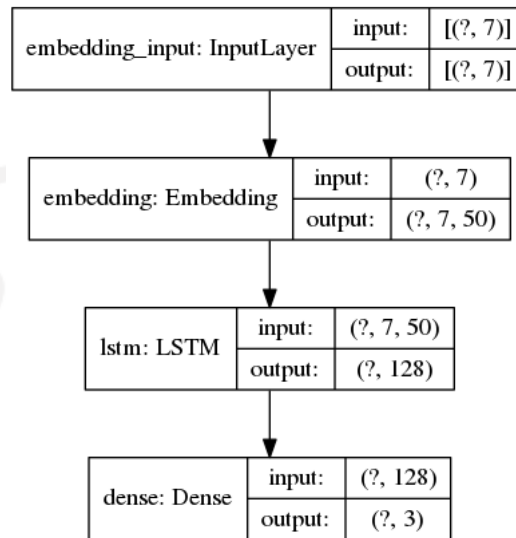 embedding_input: InputLayer
input: [(?, 7)]
output: [(?, 7)]
embedding: Embedding
input: (?, 7)
output: (?, 7, 50)
lstm: LSTM
input: (?, 7, 50)
output: (?, 128)
dense: Dense
input: (?, 128)
output: (?, 3)